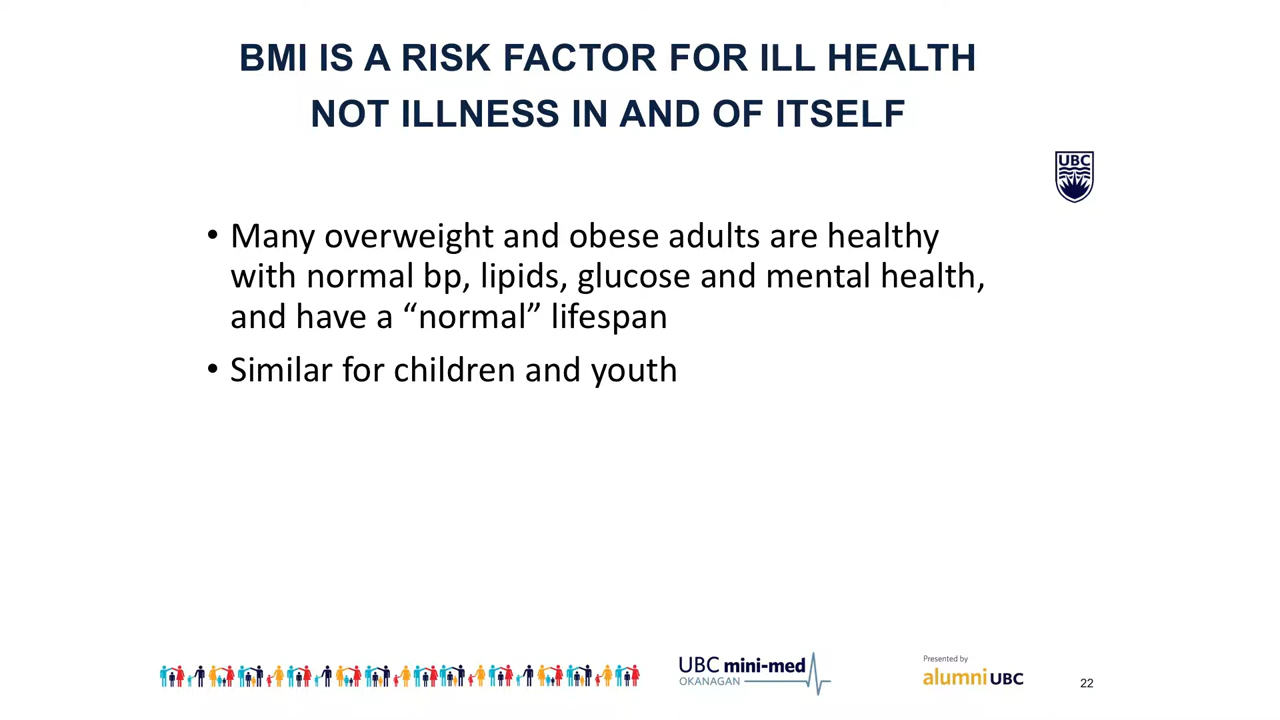 BMI IS A RISK FACTOR FOR ILL HEALTH
NOT ILLNESS IN AND OF ITSELF
UBC
• Many overweight and obese adults are healthy
with normal bp, lipids, glucose and mental health,
and have a “normal” lifespan
• Similar for children and youth
UBC mini-med
OKANAGAN
Presented by
alumni UBC
22